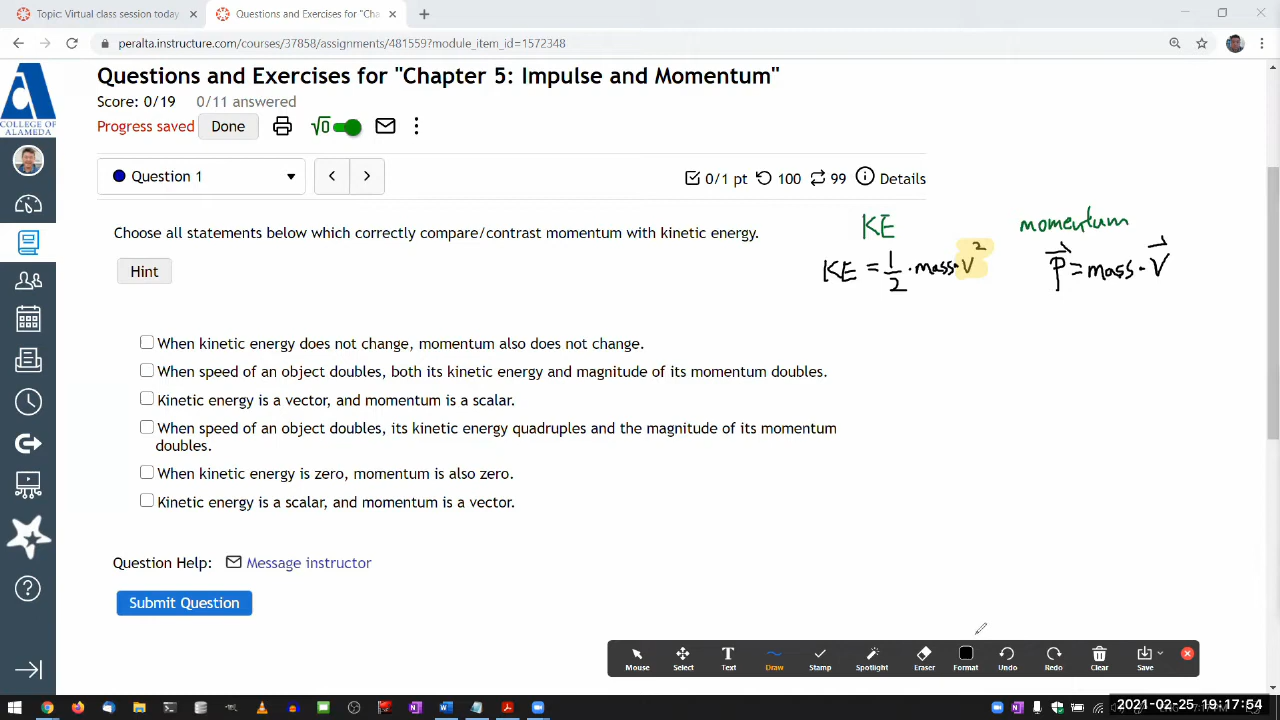 Topic: Virtual class session today
Questions and Exercises for "Cha
peralta.instructure.com/courses/37858/assignments/481559?module_item_id=1572348
COLLEGE OF
ALAMEDA
Questions and Exercises for "Chapter 5: Impulse and Momentum"
Score: 0/19 0/11 answered
Progress saved Done √0
Question 1
0/1 pt 100 99 Details
KE momentum
Choose all statements below which correctly compare/contrast momentum with kinetic energy.
KE = 1/2 · mass · V² P⃗ = mass · V⃗
Hint
When kinetic energy does not change, momentum also does not change.
When speed of an object doubles, both its kinetic energy and magnitude of its momentum doubles.
Kinetic energy is a vector, and momentum is a scalar.
When speed of an object doubles, its kinetic energy quadruples and the magnitude of its momentum
doubles.
When kinetic energy is zero, momentum is also zero.
Kinetic energy is a scalar, and momentum is a vector.
Question Help: Message instructor
Submit Question
Mouse Select Text Draw Stamp Spotlight Eraser Format Undo Redo Clear Save
2021-02-25 19:17:54